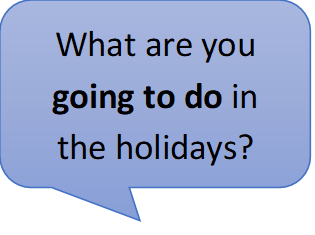 What are you
going to do in
the holidays?